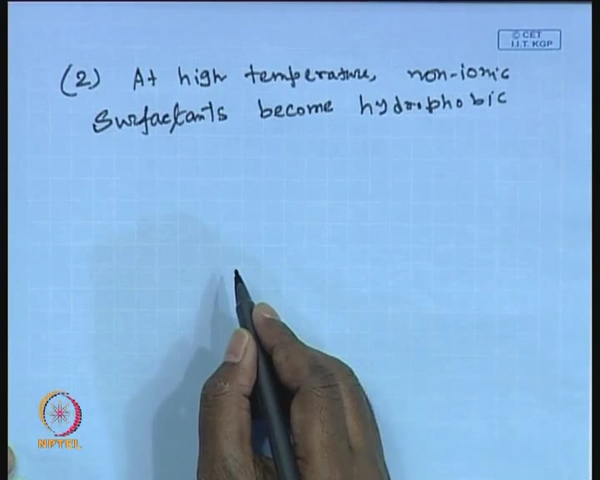 © CET
I.I.T. KGP
(2) At high temperature, non-ionic
Surfactants become hydrophobic
NPTEL